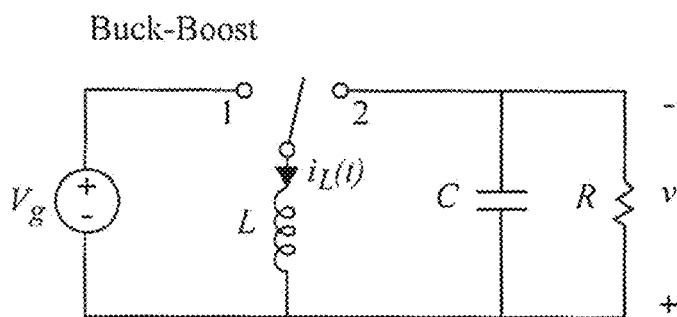 Buck-Boost
1 2 -
+
V_g
-
L i_L(t) C R v
+